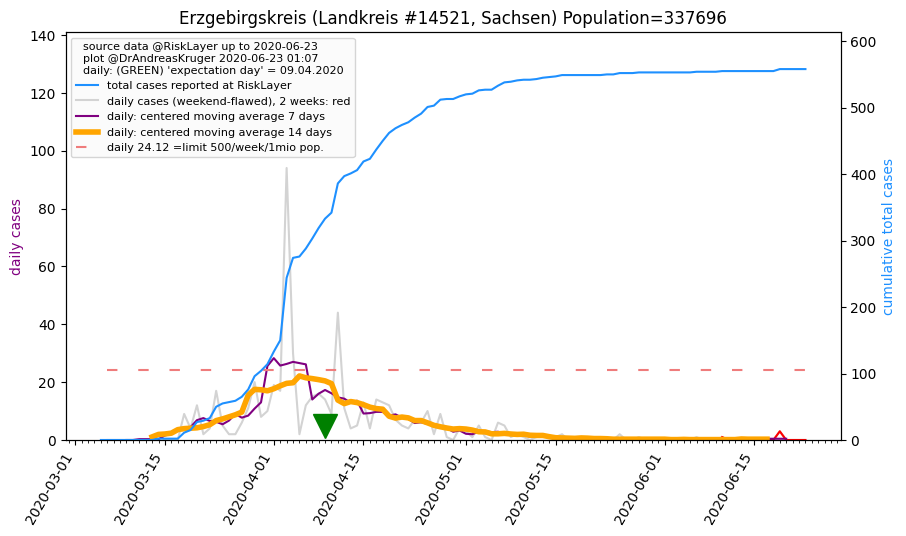 Erzgebirgskreis (Landkreis #14521, Sachsen) Population=337696
source data @RiskLayer up to 2020-06-23
plot @DrAndreasKruger 2020-06-23 01:07
daily: (GREEN) 'expectation day' = 09.04.2020
total cases reported at RiskLayer
daily cases (weekend-flawed), 2 weeks: red
daily: centered moving average 7 days
daily: centered moving average 14 days
daily 24.12 =limit 500/week/1mio pop.
daily cases
140
120
100
80
60
40
20
0
600
500
400
300
200
100
0
cumulative total cases
2020-03-01
2020-03-15
2020-04-01
2020-04-15
2020-05-01
2020-05-15
2020-06-01
2020-06-15